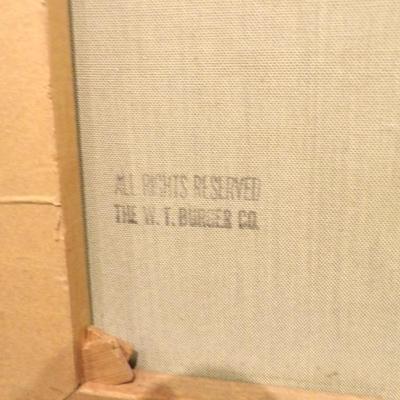 ALL RIGHTS RESERVED
THE W. T. BURGER CO.